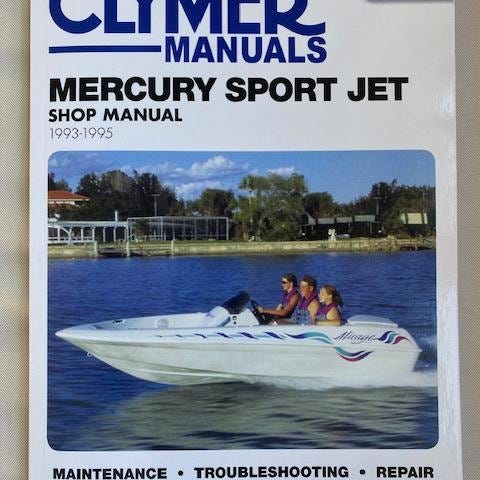 CLYMER
MANUALS
MERCURY SPORT JET
SHOP MANUAL
1993-1995
Mirage
MAINTENANCE • TROUBLESHOOTING • REPAIR